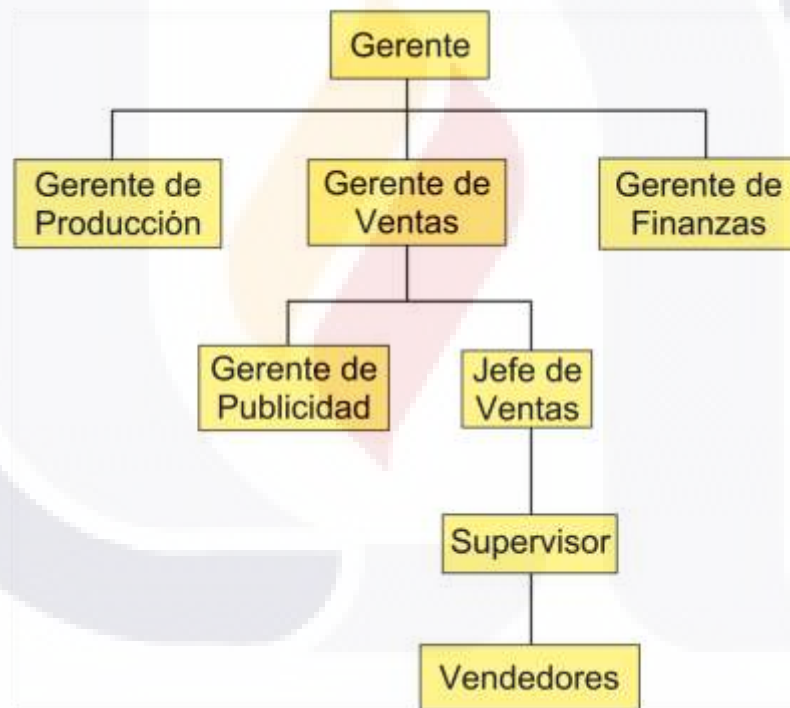 Gerente
Gerente de
Producción
Gerente de
Ventas
Gerente de
Finanzas
Gerente de
Publicidad
Jefe de
Ventas
Supervisor
Vendedores